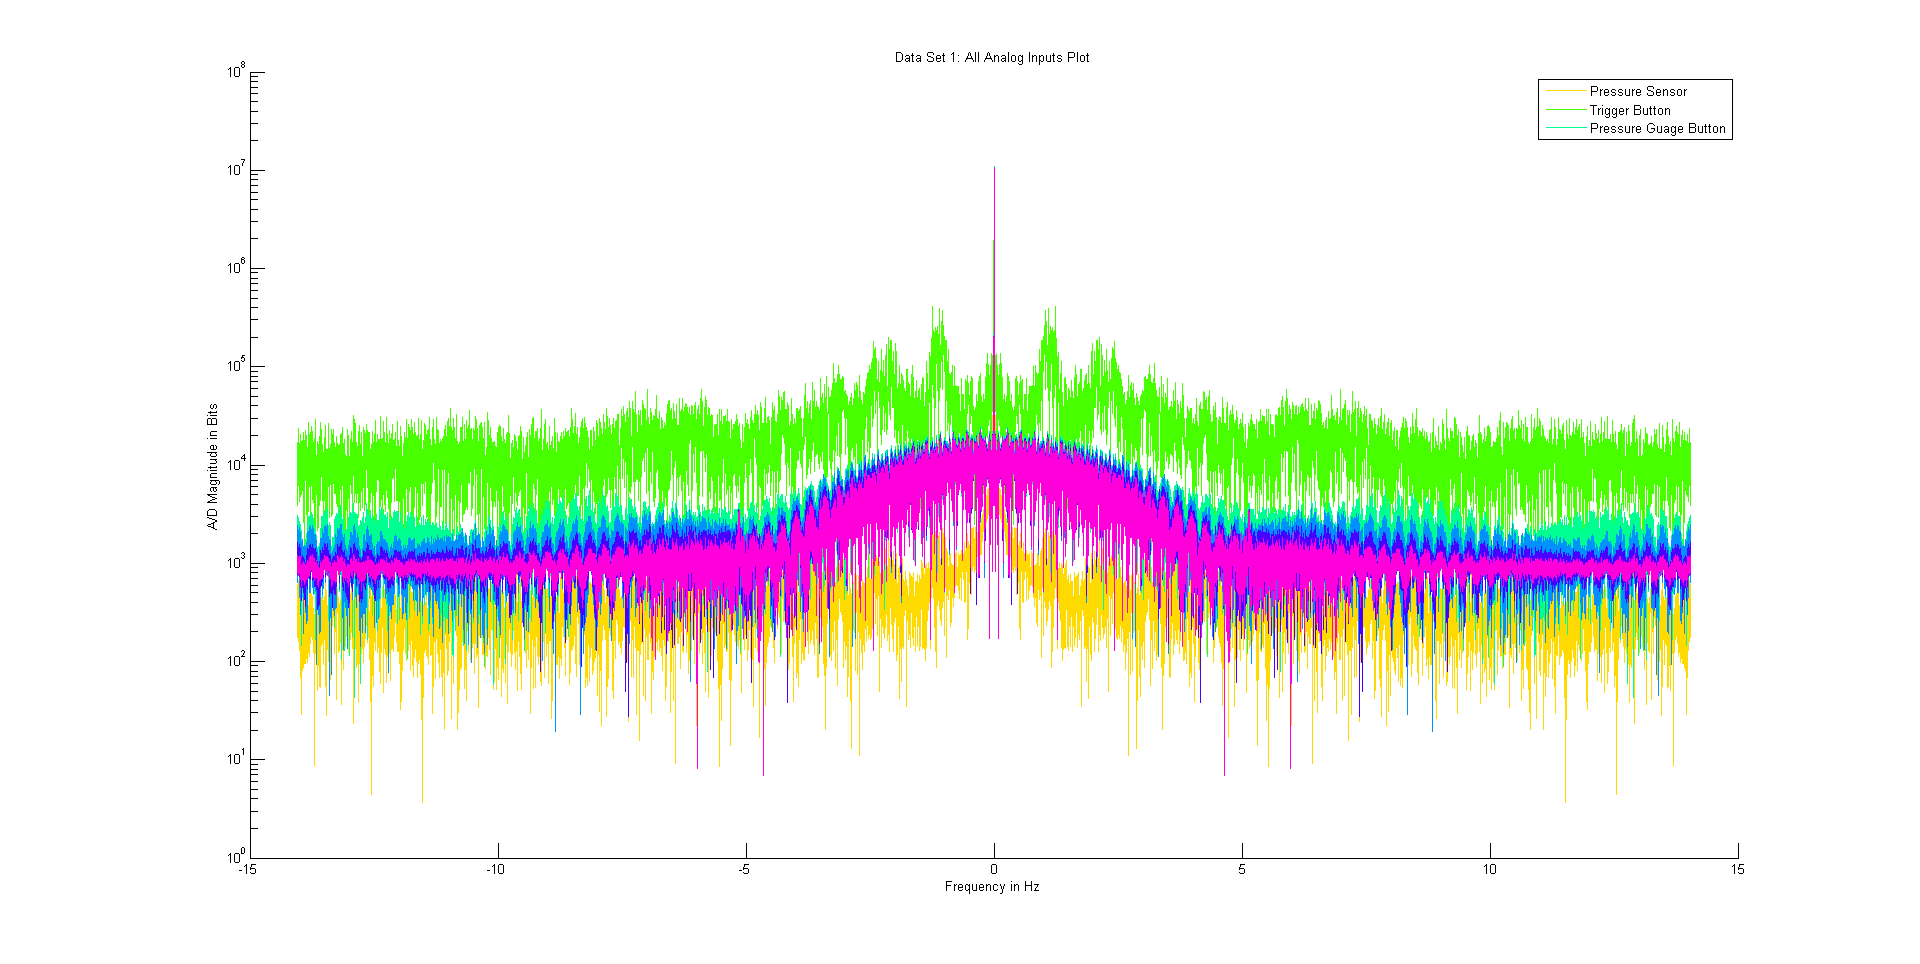 Data Set 1: All Analog Inputs Plot
10^8
10^7
10^6
10^5
10^4
10^3
10^2
10^1
10^0
A/D Magnitude in Bits
Pressure Sensor
Trigger Button
Pressure Guage Button
-15
-10
-5
0
5
10
15
Frequency in Hz